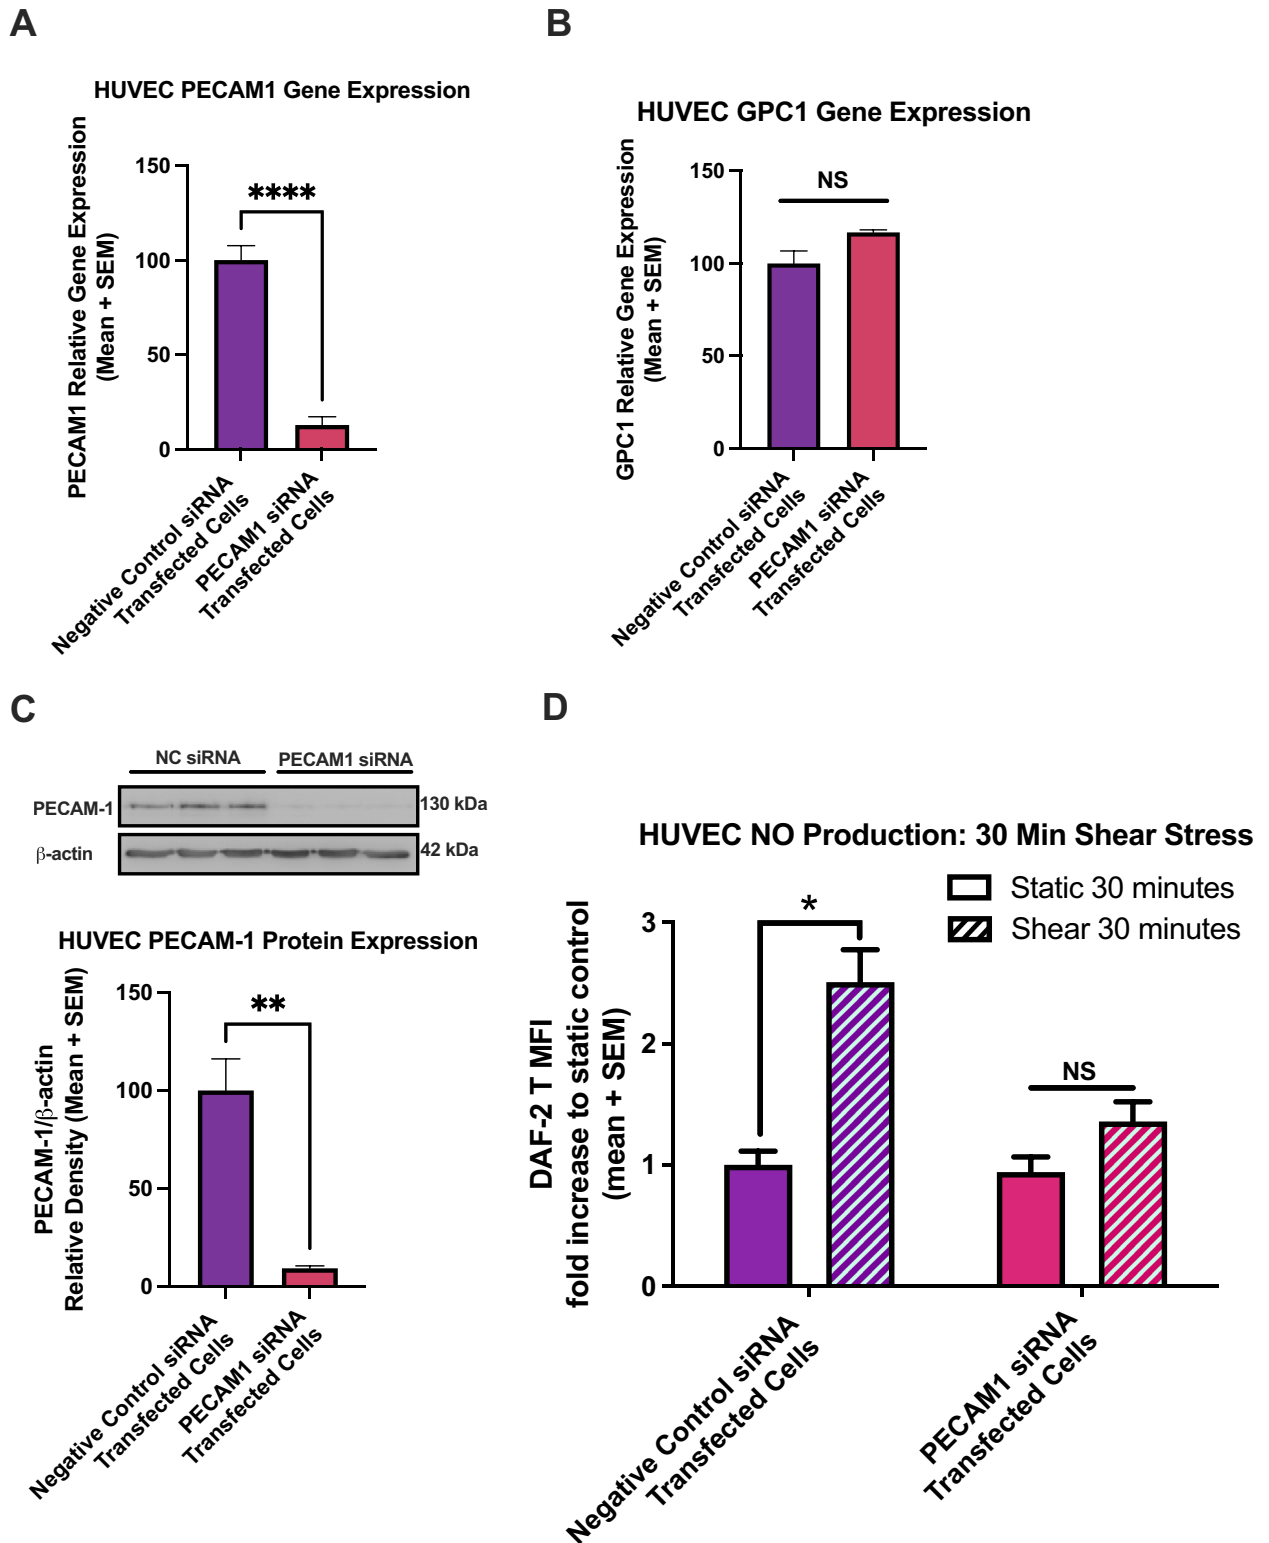 A
HUVEC PECAM1 Gene Expression
PECAM1 Relative Gene Expression
(Mean + SEM)
150
100
50
0
****
Negative Control siRNA
Transfected Cells
PECAM1 siRNA
Transfected Cells
B
HUVEC GPC1 Gene Expression
GPC1 Relative Gene Expression
(Mean + SEM)
150
100
50
0
NS
Negative Control siRNA
Transfected Cells
PECAM1 siRNA
Transfected Cells
C
NC siRNA
PECAM1 siRNA
PECAM-1
130 kDa
β-actin
42 kDa
HUVEC PECAM-1 Protein Expression
PECAM-1/β-actin
Relative Density (Mean + SEM)
150
100
50
0
**
Negative Control siRNA
Transfected Cells
PECAM1 siRNA
Transfected Cells
D
HUVEC NO Production: 30 Min Shear Stress
Static 30 minutes
Shear 30 minutes
DAF-2 T MFI
fold increase to static control
(mean + SEM)
3
2
1
0
*
NS
Negative Control siRNA
Transfected Cells
PECAM1 siRNA
Transfected Cells